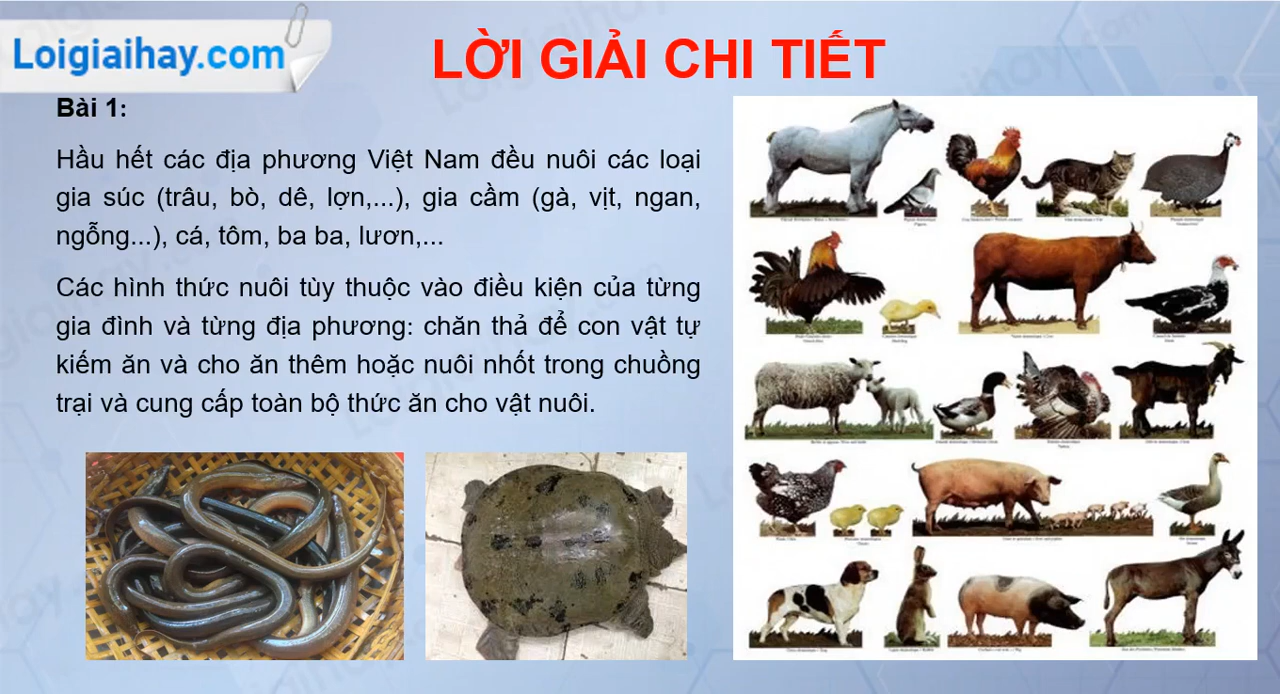 Loigiaihay.com
LỜI GIẢI CHI TIẾT
Bài 1:
Hầu hết các địa phương Việt Nam đều nuôi các loại
gia súc (trâu, bò, dê, lợn,...), gia cầm (gà, vịt, ngan,
ngỗng...), cá, tôm, ba ba, lươn,...
Các hình thức nuôi tùy thuộc vào điều kiện của từng
gia đình và từng địa phương: chăn thả để con vật tự
kiếm ăn và cho ăn thêm hoặc nuôi nhốt trong chuồng
trại và cung cấp toàn bộ thức ăn cho vật nuôi.